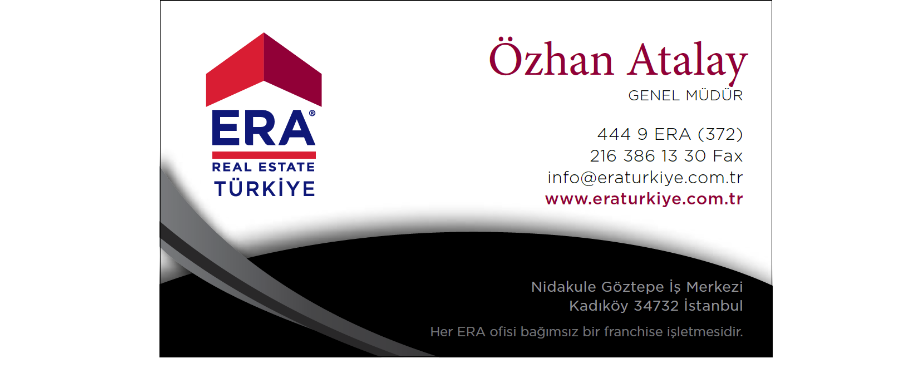 ERA®
REAL ESTATE
TÜRKİYE
Özhan Atalay
GENEL MÜDÜR
444 9 ERA (372)
216 386 13 30 Fax
info@eraturkiye.com.tr
www.eraturkiye.com.tr
Nidakule Göztepe İş Merkezi
Kadıköy 34732 İstanbul
Her ERA ofisi bağımsız bir franchise işletmesidir.